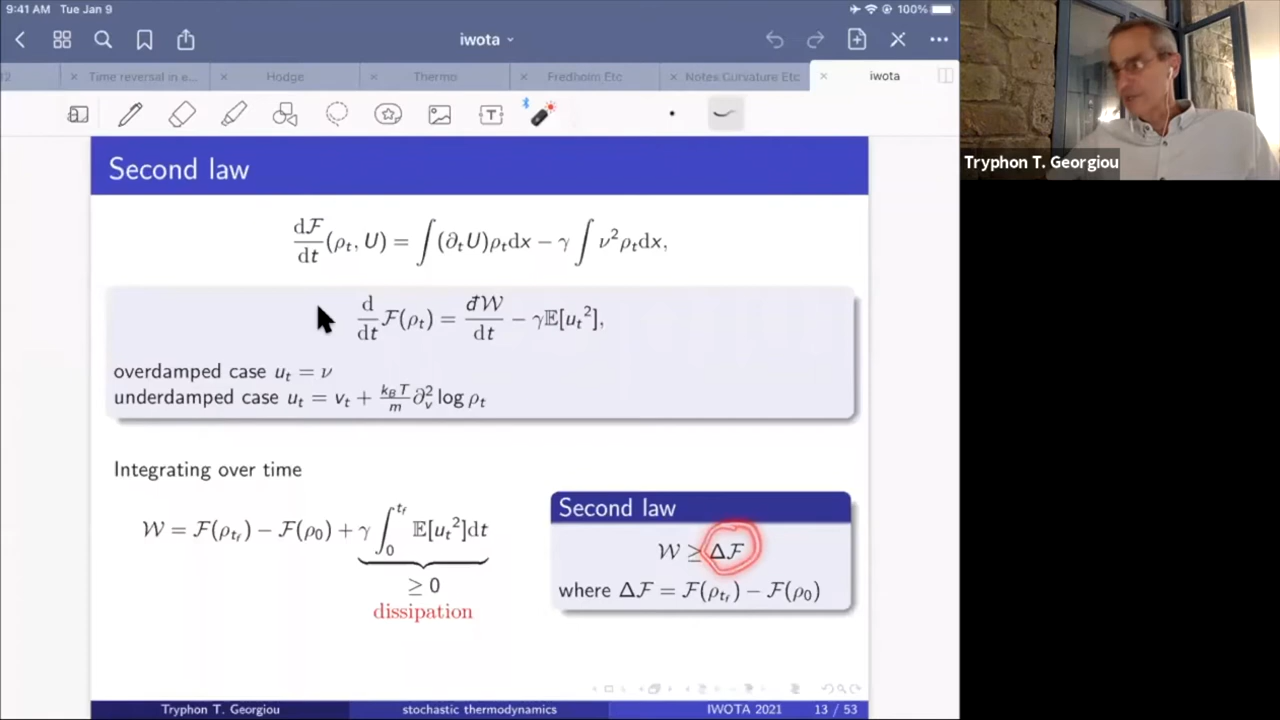 9:41 AM Tue Jan 9
100%
iwota
12
Time reversal in e...
Hodge
Thermo
Fredholm Etc
Notes Curvature Etc
iwota
T
Tryphon T. Georgiou
Second law
d𝓕/dt (ρ_t, U) = ∫(∂_t U)ρ_t dx − γ ∫ ν²ρ_t dx,
d/dt 𝓕(ρ_t) = đ𝒲/dt − γ𝔼[u_t²],
overdamped case u_t = ν
underdamped case u_t = v_t + k_B T/m ∂_v² log ρ_t
Integrating over time
𝒲 = 𝓕(ρ_{t_f}) − 𝓕(ρ_0) + γ ∫_0^{t_f} 𝔼[u_t²]dt
≥ 0
dissipation
Second law
𝒲 ≥ Δ𝓕
where Δ𝓕 = 𝓕(ρ_{t_f}) − 𝓕(ρ_0)
Tryphon Georgiou
stochastic thermodynamics
IWOTA 2021
13 / 53